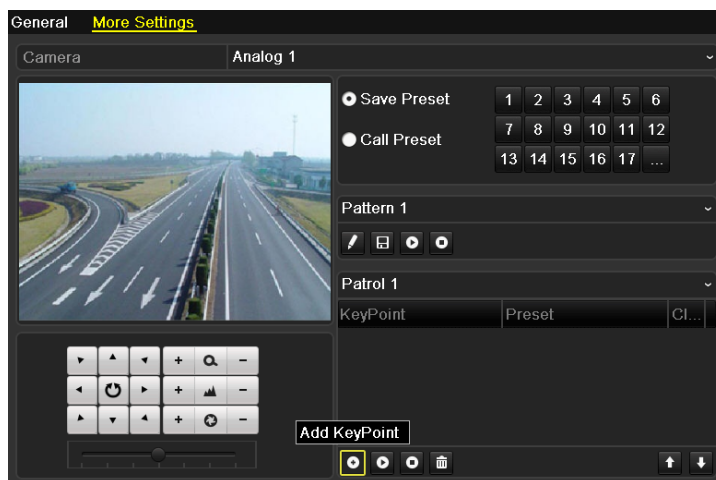 General More Settings
Camera Analog 1
Save Preset 1 2 3 4 5 6
Call Preset 7 8 9 10 11 12
13 14 15 16 17 ...
Pattern 1
Patrol 1
KeyPoint Preset Cl...
Add KeyPoint